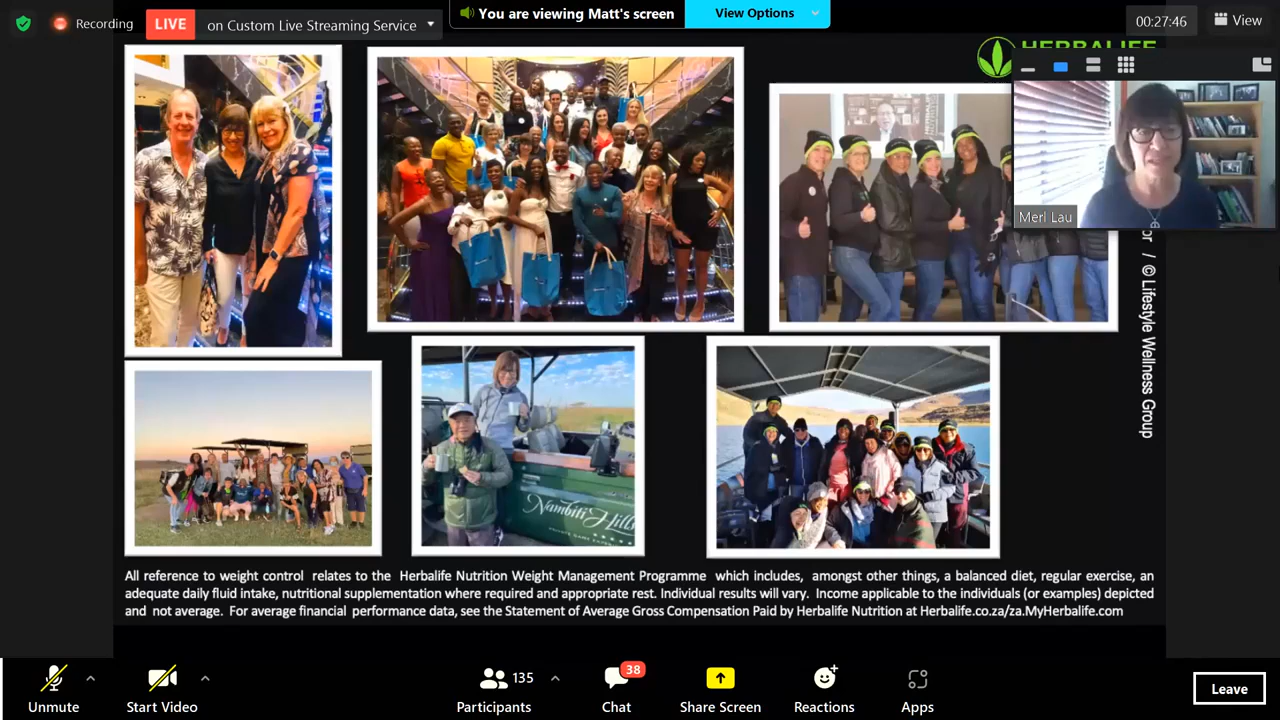 Recording
LIVE
on Custom Live Streaming Service
You are viewing Matt's screen
View Options
00:27:46
View
HERBALIFE
Merl Lau
/ © Lifestyle Wellness Group
Nambiti Hills
All reference to weight control relates to the Herbalife Nutrition Weight Management Programme which includes, amongst other things, a balanced diet, regular exercise, an
adequate daily fluid intake, nutritional supplementation where required and appropriate rest. Individual results will vary. Income applicable to the individuals (or examples) depicted
and not average. For average financial performance data, see the Statement of Average Gross Compensation Paid by Herbalife Nutrition at Herbalife.co.za/za.MyHerbalife.com
Unmute
Start Video
135
Participants
38
Chat
Share Screen
Reactions
Apps
Leave